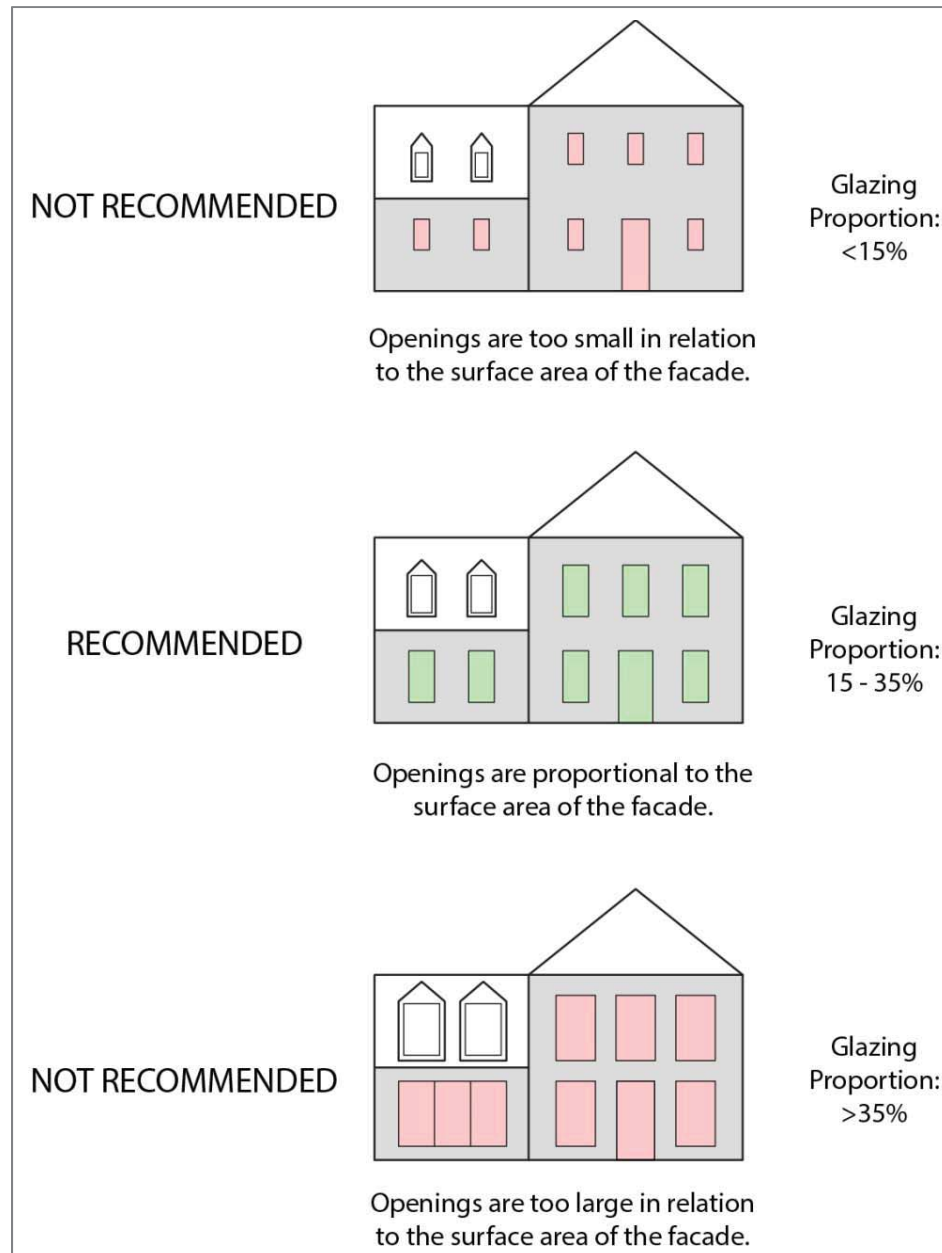 NOT RECOMMENDED
Glazing
Proportion:
<15%
Openings are too small in relation
to the surface area of the facade.
RECOMMENDED
Glazing
Proportion:
15 - 35%
Openings are proportional to the
surface area of the facade.
NOT RECOMMENDED
Glazing
Proportion:
>35%
Openings are too large in relation
to the surface area of the facade.